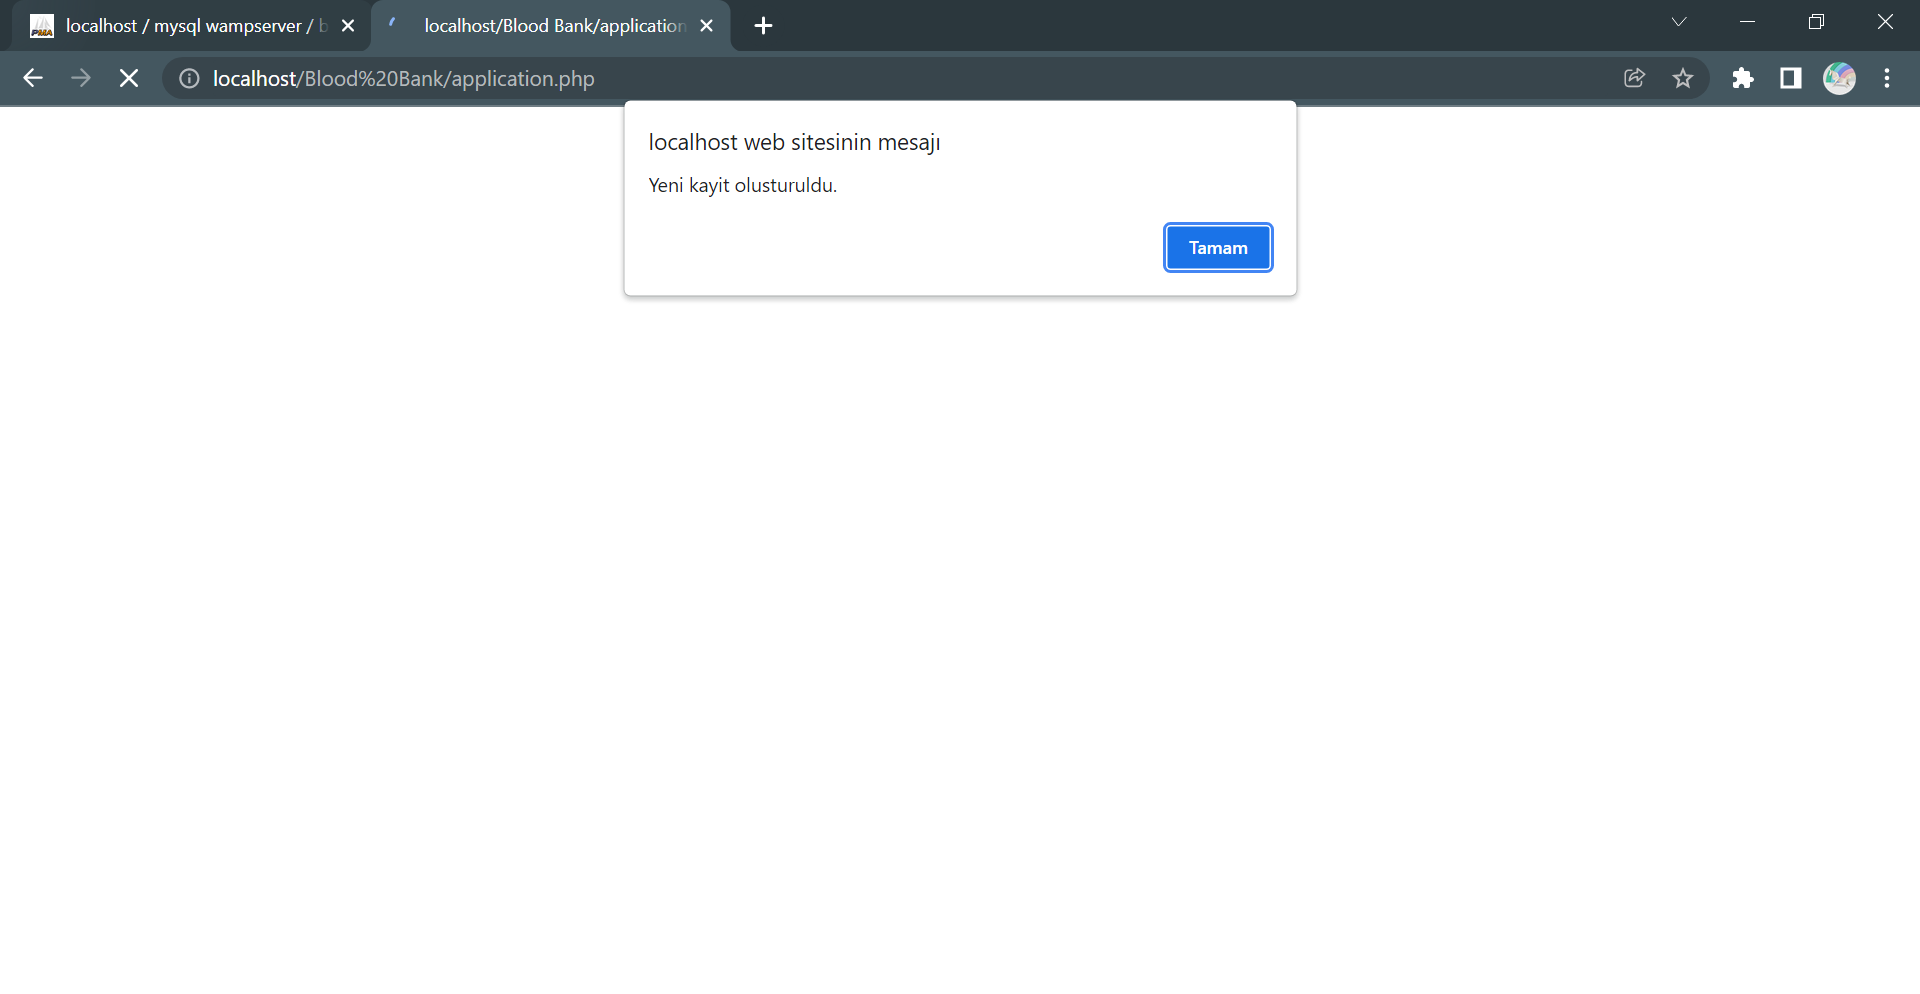 localhost / mysql wampserver / b
localhost/Blood Bank/application
localhost/Blood%20Bank/application.php
localhost web sitesinin mesajı
Yeni kayit olusturuldu.
Tamam
PMA